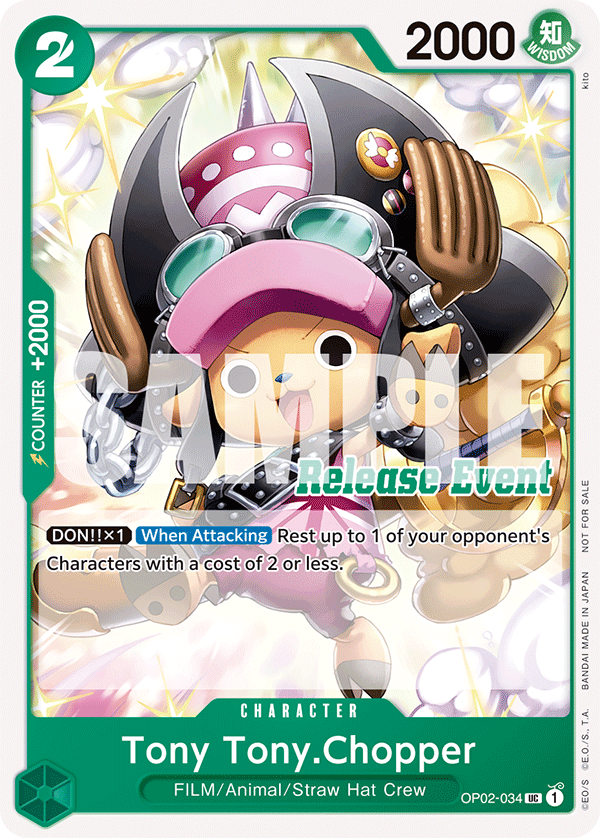 2
2000
知
WISDOM
kito
COUNTER +2000
SAMPLE
Release Event
DON!!×1 When Attacking Rest up to 1 of your opponent's
Characters with a cost of 2 or less.
CHARACTER
Tony Tony.Chopper
FILM/Animal/Straw Hat Crew
OP02-034 UC 1
©E.O/S ©E.O./S., T.A. BANDAI MADE IN JAPAN NOT FOR SALE